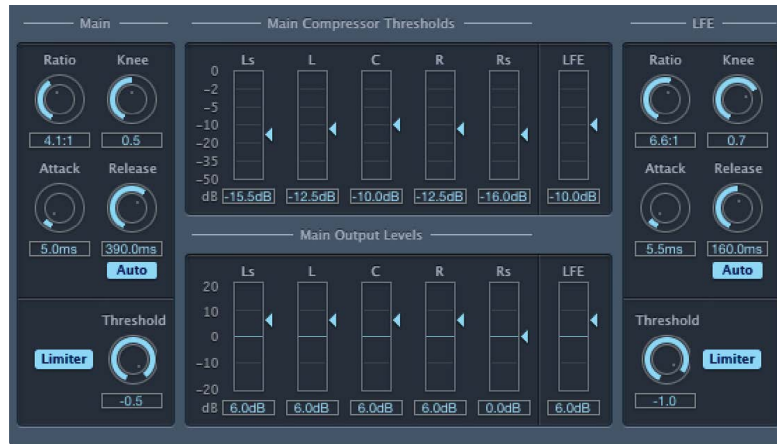 Main
Main Compressor Thresholds
LFE
Ratio Knee
4.1:1 0.5
Attack Release
5.0ms 390.0ms
Auto
Threshold
Limiter
-0.5
Ls L C R Rs LFE
0
-2
-5
-10
-20
-35
-50
dB -15.5dB -12.5dB -10.0dB -12.5dB -16.0dB -10.0dB
Main Output Levels
Ls L C R Rs LFE
20
10
0
-10
-20
dB 6.0dB 6.0dB 6.0dB 6.0dB 0.0dB 6.0dB
Ratio Knee
6.6:1 0.7
Attack Release
5.5ms 160.0ms
Auto
Threshold
Limiter
-1.0